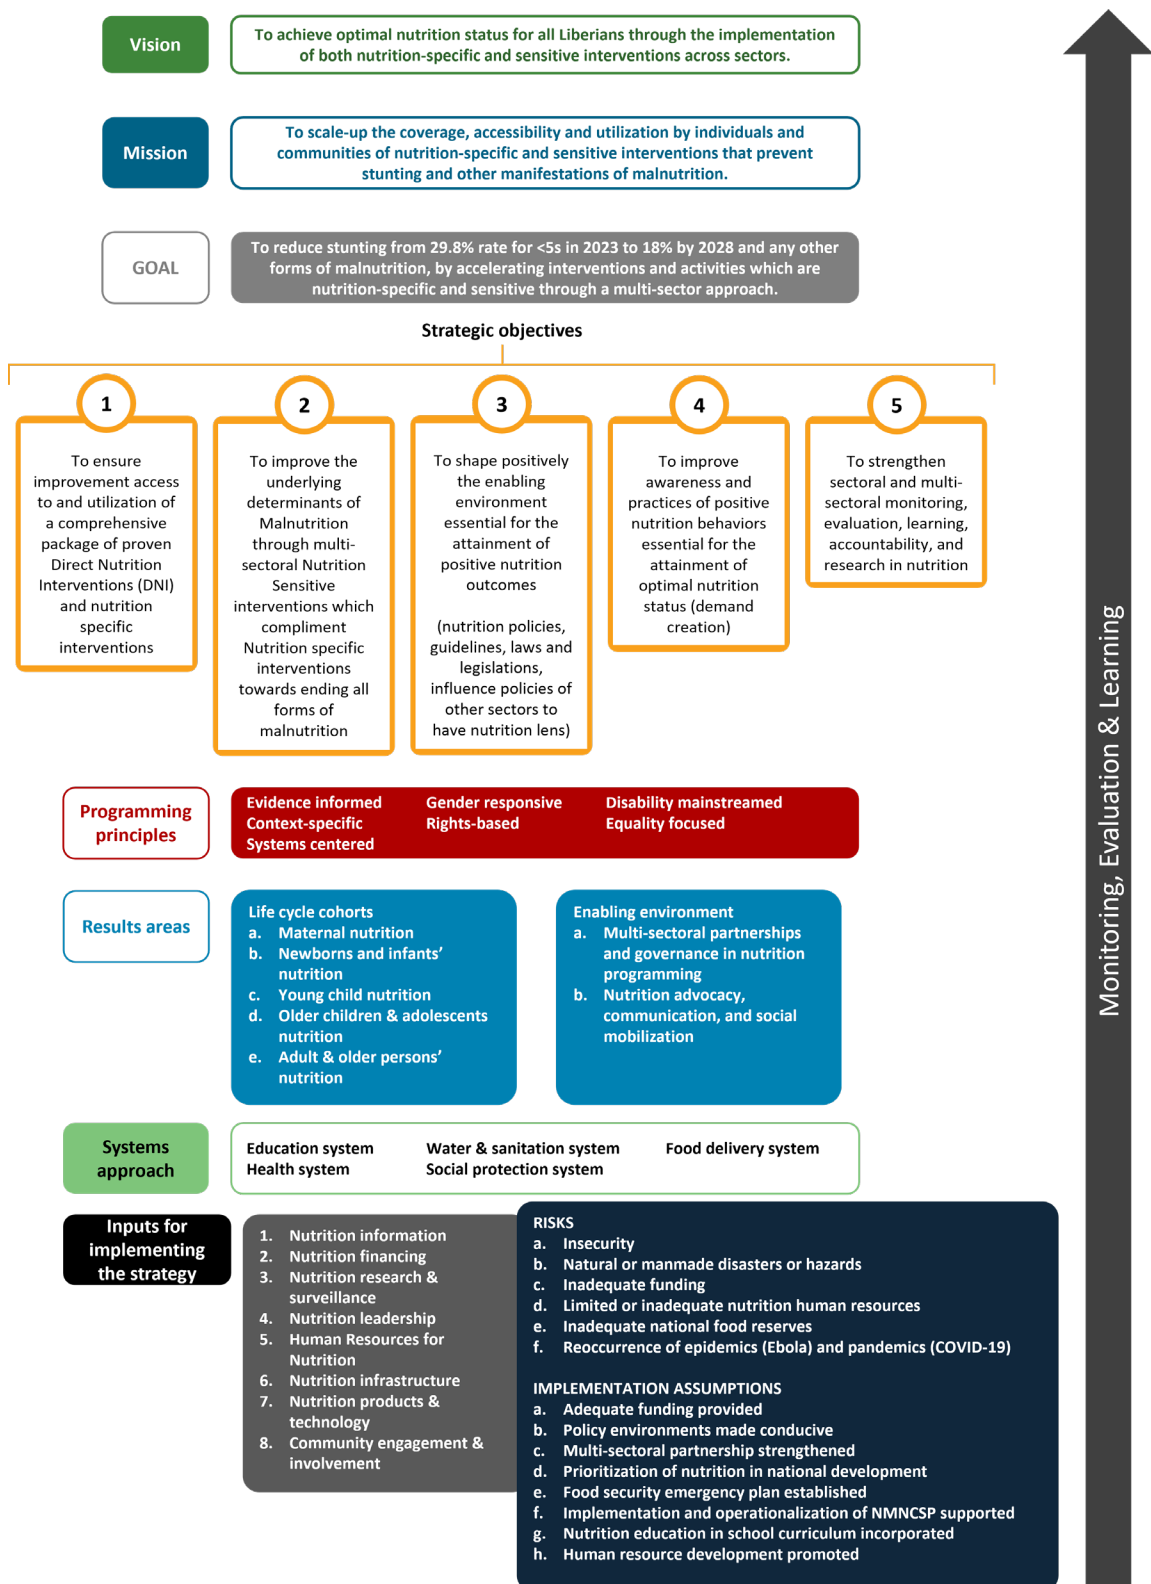 Vision
To achieve optimal nutrition status for all Liberians through the implementation
of both nutrition-specific and sensitive interventions across sectors.
Mission
To scale-up the coverage, accessibility and utilization by individuals and
communities of nutrition-specific and sensitive interventions that prevent
stunting and other manifestations of malnutrition.
GOAL
To reduce stunting from 29.8% rate for <5s in 2023 to 18% by 2028 and any other
forms of malnutrition, by accelerating interventions and activities which are
nutrition-specific and sensitive through a multi-sector approach.
Strategic objectives
1
To ensure
improvement access
to and utilization of
a comprehensive
package of proven
Direct Nutrition
Interventions (DNI)
and nutrition
specific
interventions
2
To improve the
underlying
determinants of
Malnutrition
through multi-
sectoral Nutrition
Sensitive
interventions which
compliment
Nutrition specific
interventions
towards ending all
forms of
malnutrition
3
To shape positively
the enabling
environment
essential for the
attainment of
positive nutrition
outcomes
(nutrition policies,
guidelines, laws and
legislations,
influence policies of
other sectors to
have nutrition lens)
4
To improve
awareness and
practices of positive
nutrition behaviors
essential for the
attainment of
optimal nutrition
status (demand
creation)
5
To strengthen
sectoral and multi-
sectoral monitoring,
evaluation, learning,
accountability, and
research in nutrition
Programming
principles
Evidence informed
Context-specific
Systems centered
Gender responsive
Rights-based
Disability mainstreamed
Equality focused
Results areas
Life cycle cohorts
a. Maternal nutrition
b. Newborns and infants’
nutrition
c. Young child nutrition
d. Older children & adolescents
nutrition
e. Adult & older persons’
nutrition
Enabling environment
a. Multi-sectoral partnerships
and governance in nutrition
programming
b. Nutrition advocacy,
communication, and social
mobilization
Systems
approach
Education system
Health system
Water & sanitation system
Social protection system
Food delivery system
Inputs for
implementing
the strategy
1. Nutrition information
2. Nutrition financing
3. Nutrition research &
surveillance
4. Nutrition leadership
5. Human Resources for
Nutrition
6. Nutrition infrastructure
7. Nutrition products &
technology
8. Community engagement &
involvement
RISKS
a. Insecurity
b. Natural or manmade disasters or hazards
c. Inadequate funding
d. Limited or inadequate nutrition human resources
e. Inadequate national food reserves
f. Reoccurrence of epidemics (Ebola) and pandemics (COVID-19)
IMPLEMENTATION ASSUMPTIONS
a. Adequate funding provided
b. Policy environments made conducive
c. Multi-sectoral partnership strengthened
d. Prioritization of nutrition in national development
e. Food security emergency plan established
f. Implementation and operationalization of NMNCSP supported
g. Nutrition education in school curriculum incorporated
h. Human resource development promoted
Monitoring, Evaluation & Learning